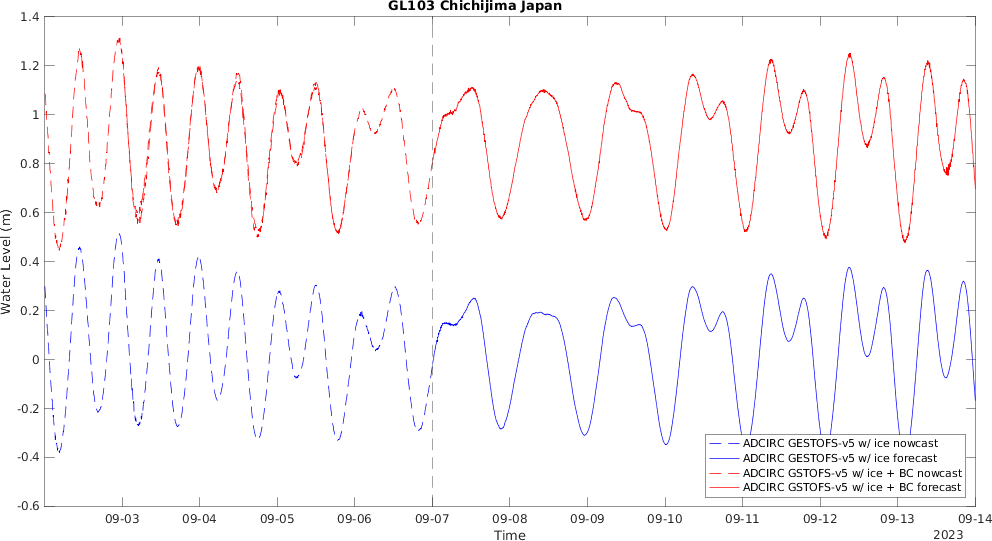 GL103 Chichijima Japan
1.4
1.2
1
0.8
0.6
0.4
0.2
0
-0.2
-0.4
-0.6
Water Level (m)
ADCIRC GESTOFS-v5 w/ ice nowcast
ADCIRC GESTOFS-v5 w/ ice forecast
ADCIRC GSTOFS-v5 w/ ice + BC nowcast
ADCIRC GSTOFS-v5 w/ ice + BC forecast
09-03 09-04 09-05 09-06 09-07 09-08 09-09 09-10 09-11 09-12 09-13 09-14
Time
2023